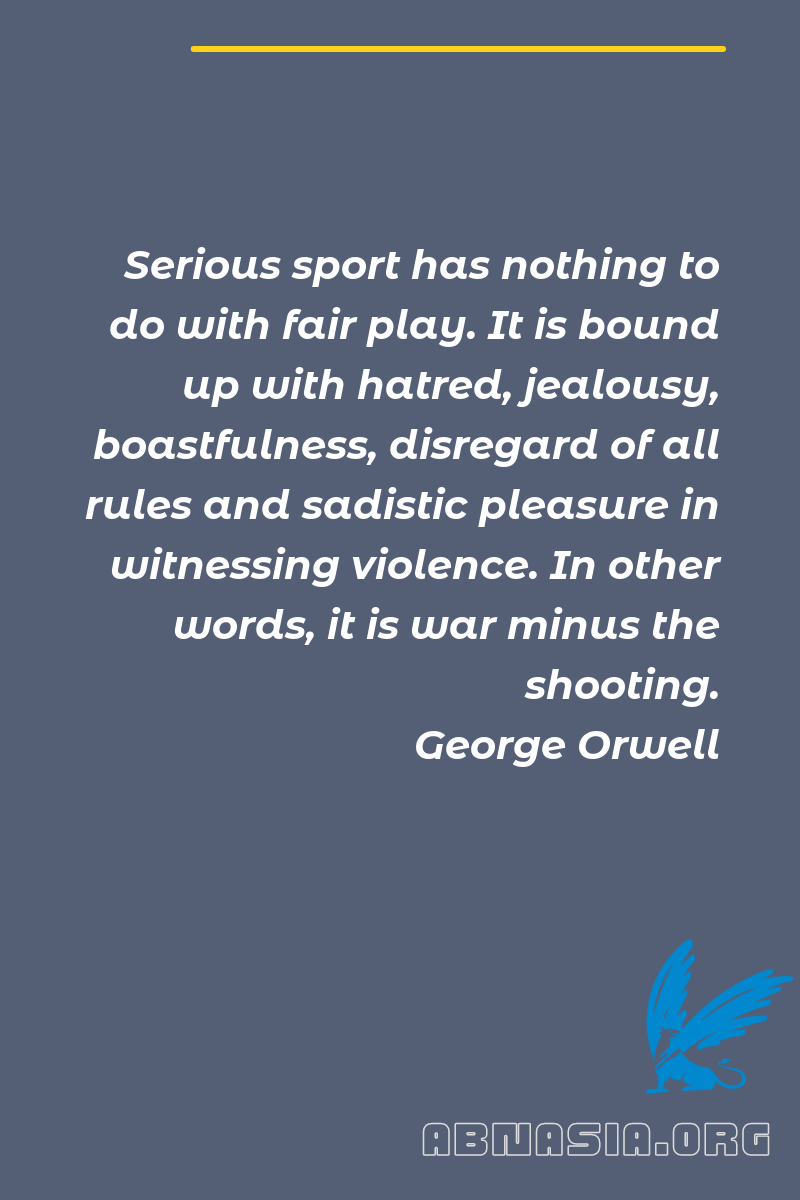 Serious sport has nothing to
do with fair play. It is bound
up with hatred, jealousy,
boastfulness, disregard of all
rules and sadistic pleasure in
witnessing violence. In other
words, it is war minus the
shooting.
George Orwell
ABNASIA.ORG